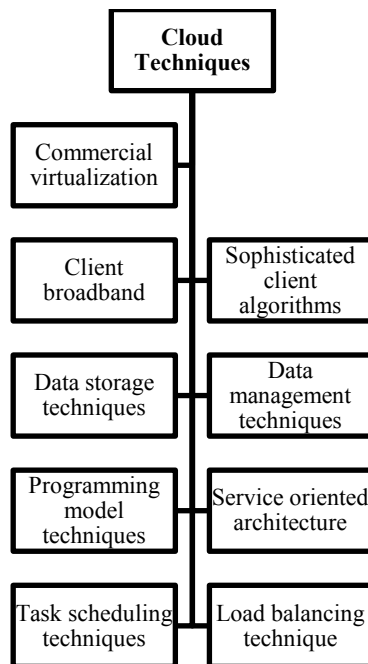 Cloud
Techniques
Commercial
virtualization
Client
broadband
Sophisticated
client
algorithms
Data storage
techniques
Data
management
techniques
Programming
model
techniques
Service oriented
architecture
Task scheduling
techniques
Load balancing
technique